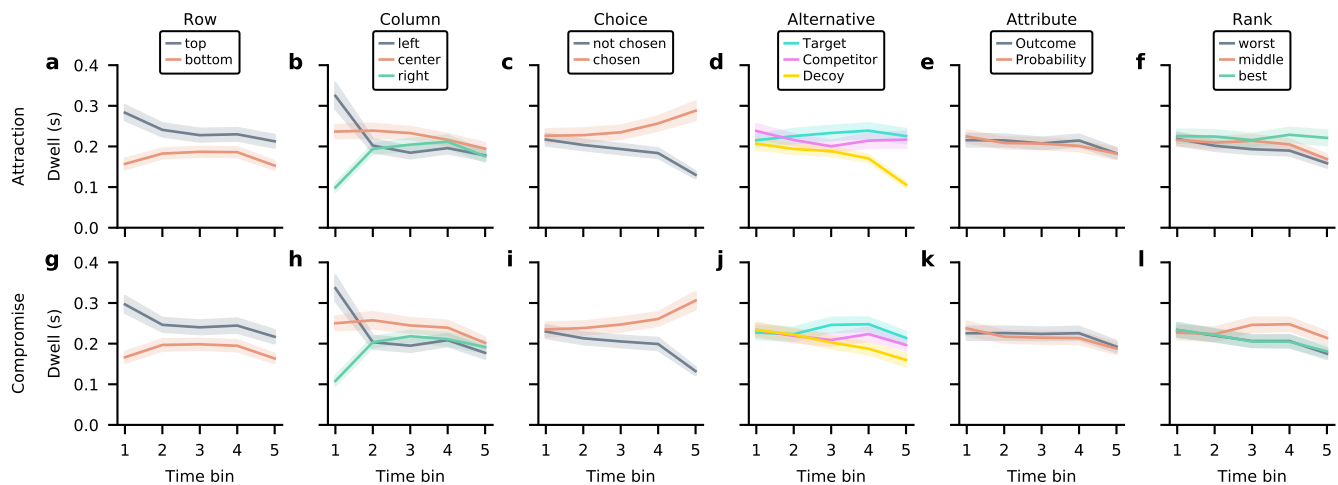 Row
Column
Choice
Alternative
Attribute
Rank
top
bottom
left
center
right
not chosen
chosen
Target
Competitor
Decoy
Outcome
Probability
worst
middle
best
a
b
c
d
e
f
Attraction
Dwell (s)
0.4
0.3
0.2
0.1
0.0
g
h
i
j
k
l
Compromise
Dwell (s)
0.4
0.3
0.2
0.1
0.0
1 2 3 4 5
1 2 3 4 5
1 2 3 4 5
1 2 3 4 5
1 2 3 4 5
1 2 3 4 5
Time bin
Time bin
Time bin
Time bin
Time bin
Time bin